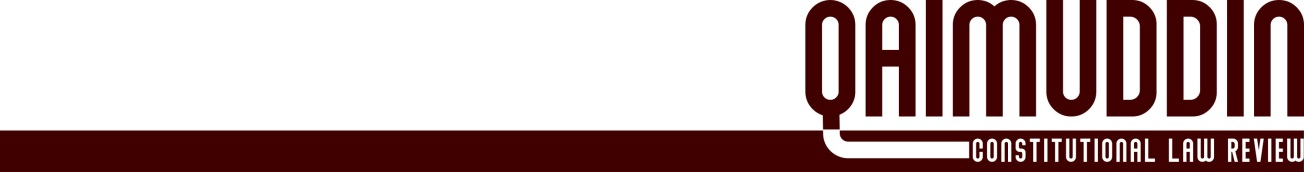 QAIMUDDIN
CONSTITUTIONAL LAW REVIEW